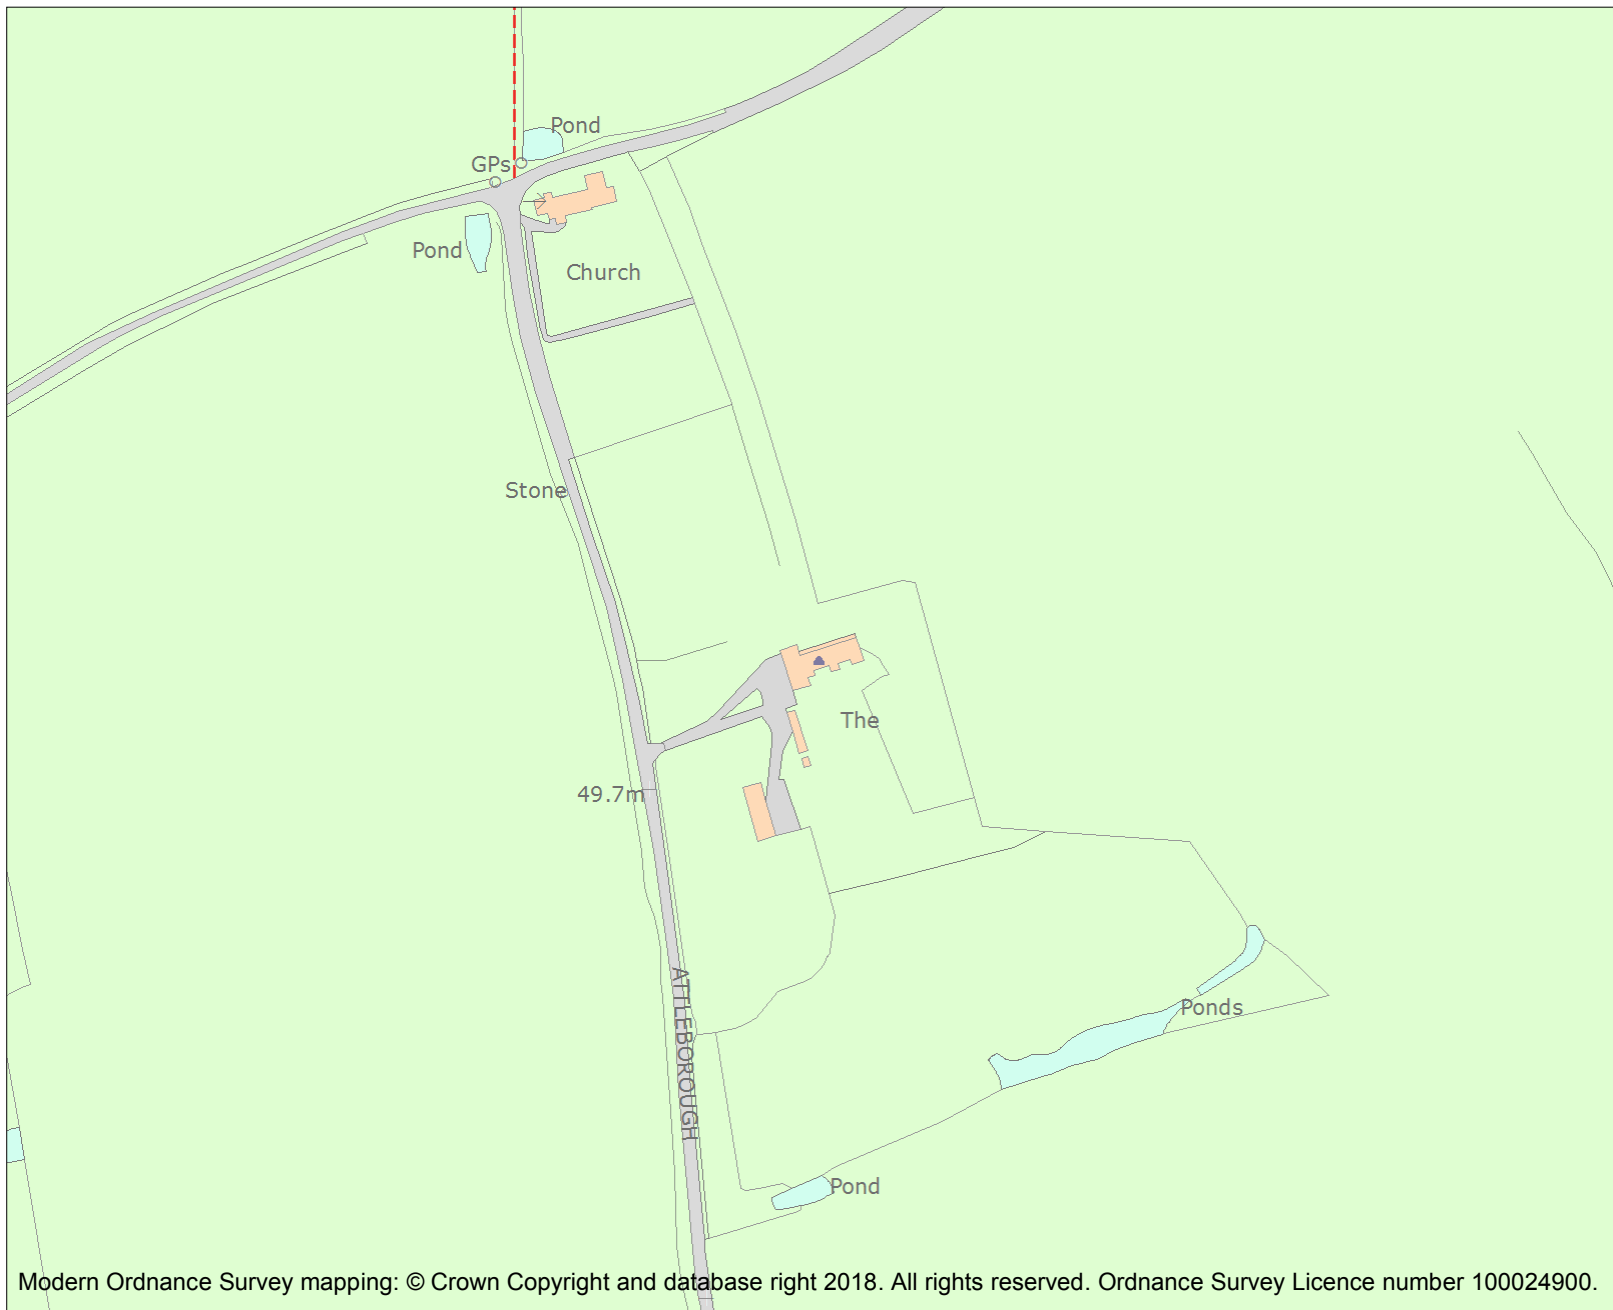 Pond
GPs
Pond
Church
Stone
The
49.7m
ATTLEBOROUGH
Ponds
Pond
Modern Ordnance Survey mapping: © Crown Copyright and database right 2018. All rights reserved. Ordnance Survey Licence number 100024900.